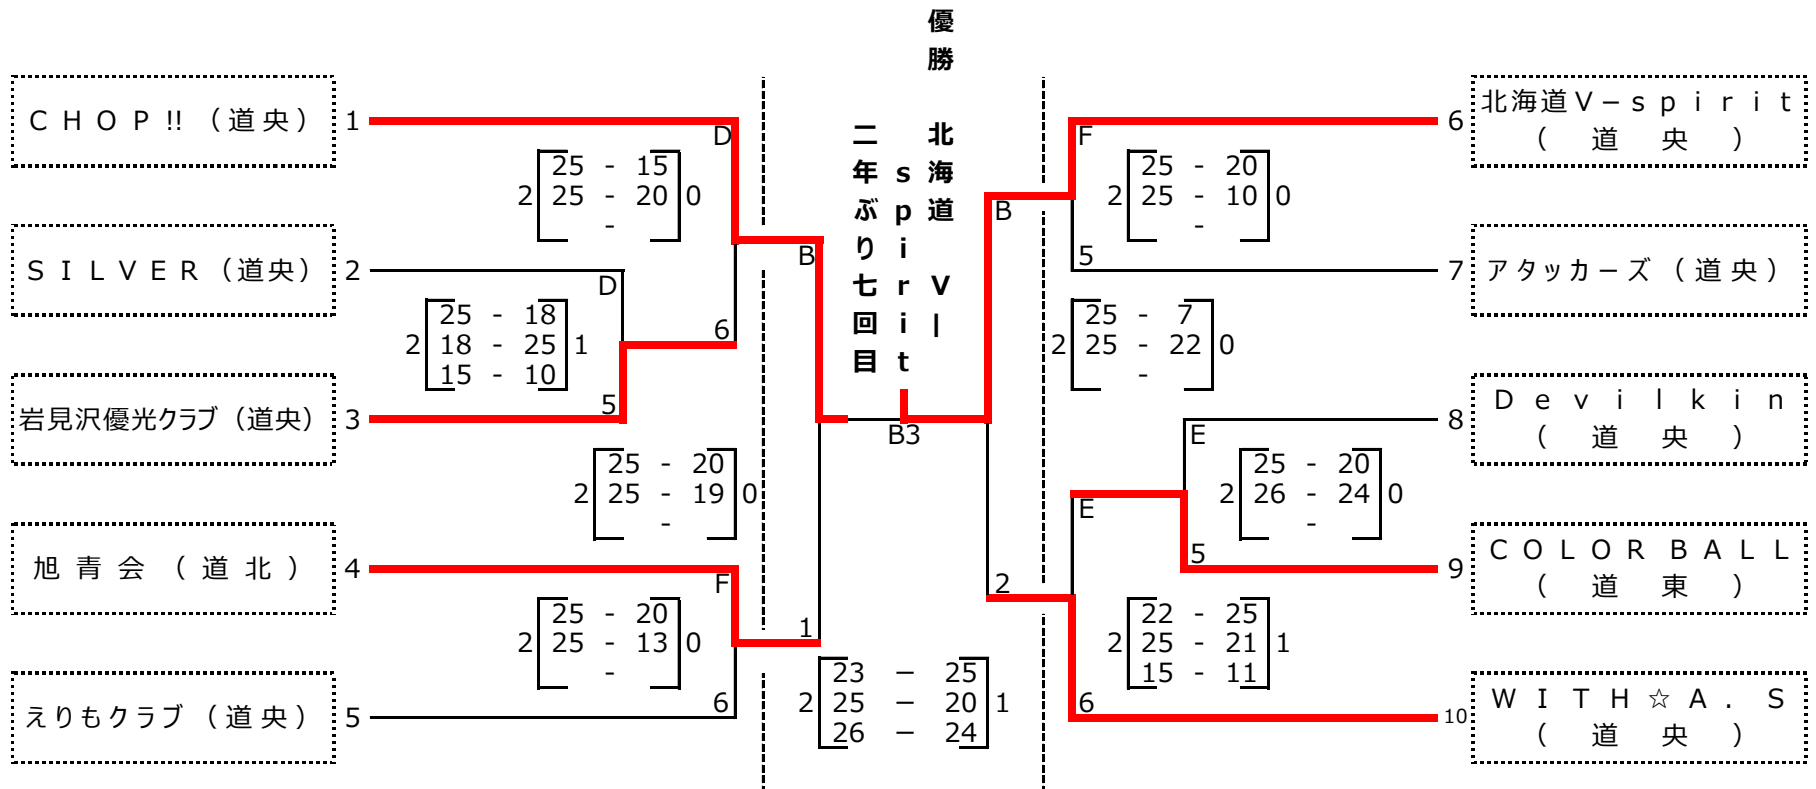 優勝 北海道 V―
spirit
二年ぶり七回目
CHOP!!（道央） 1
SILVER（道央） 2
岩見沢優光クラブ（道央） 3
旭青会（道北） 4
えりもクラブ（道央） 5
D
25 - 15
2 25 - 20 0
-
D
25 - 18
2 18 - 25 1
15 - 10
5
6
B
25 - 20
2 25 - 19 0
-
F
25 - 20
2 25 - 13 0
-
6
1
B3
23 － 25
2 25 － 20 1
26 － 24
B
2
F
25 - 20
2 25 - 10 0
-
5
25 - 7
2 25 - 22 0
-
E
25 - 20
2 26 - 24 0
-
5
E
22 - 25
2 25 - 21 1
15 - 11
6
6 北海道V－spirit
（道央）
7 アタッカーズ（道央）
8 Devilkin
（道央）
9 COLOR BALL
（道東）
10 WITH☆A.S
（道央）